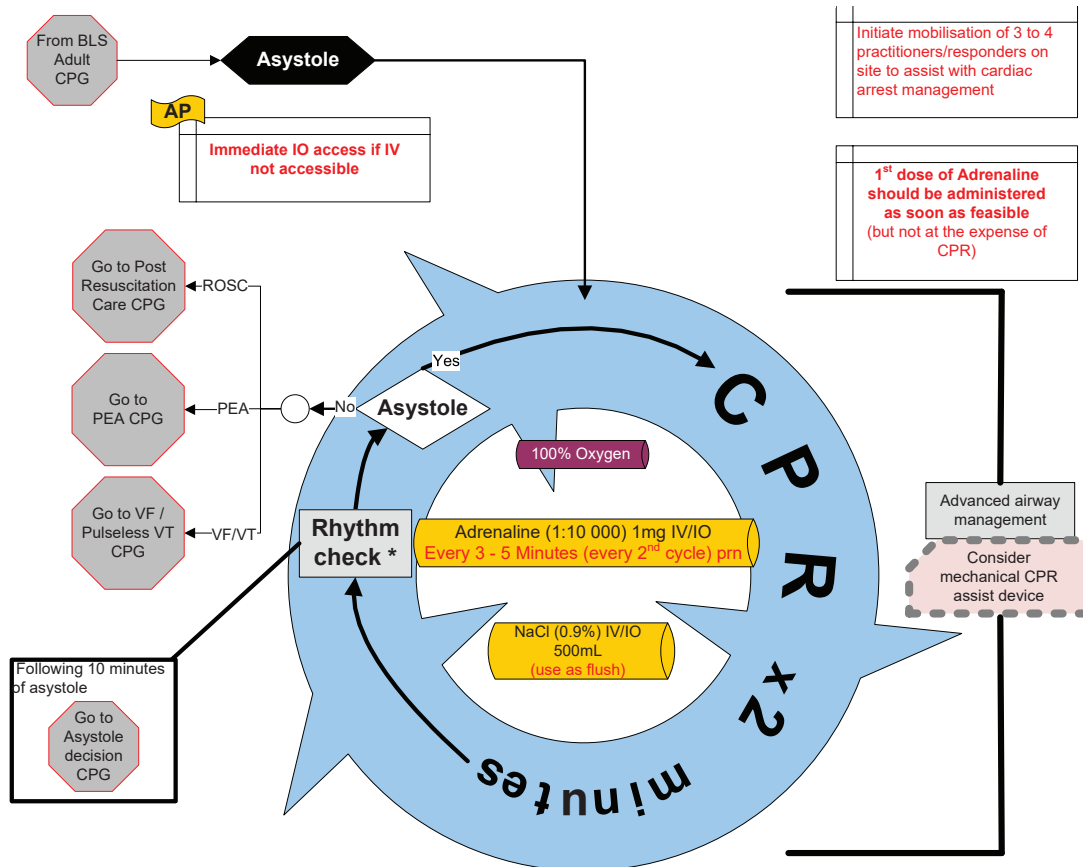 From BLS
Adult
CPG
Asystole
Initiate mobilisation of 3 to 4
practitioners/responders on
site to assist with cardiac
arrest management
AP
Immediate IO access if IV
not accessible
1st dose of Adrenaline
should be administered
as soon as feasible
(but not at the expense of
CPR)
Go to Post
Resuscitation
Care CPG
ROSC
Yes
Go to
PEA CPG
PEA
No
Asystole
CPR x2 minutes
100% Oxygen
Go to VF /
Pulseless VT
CPG
VF/VT
Rhythm
check *
Adrenaline (1:10 000) 1mg IV/IO
Every 3 - 5 Minutes (every 2nd cycle) prn
Advanced airway
management
Consider
mechanical CPR
assist device
NaCl (0.9%) IV/IO
500mL
(use as flush)
Following 10 minutes
of asystole
Go to
Asystole
decision
CPG